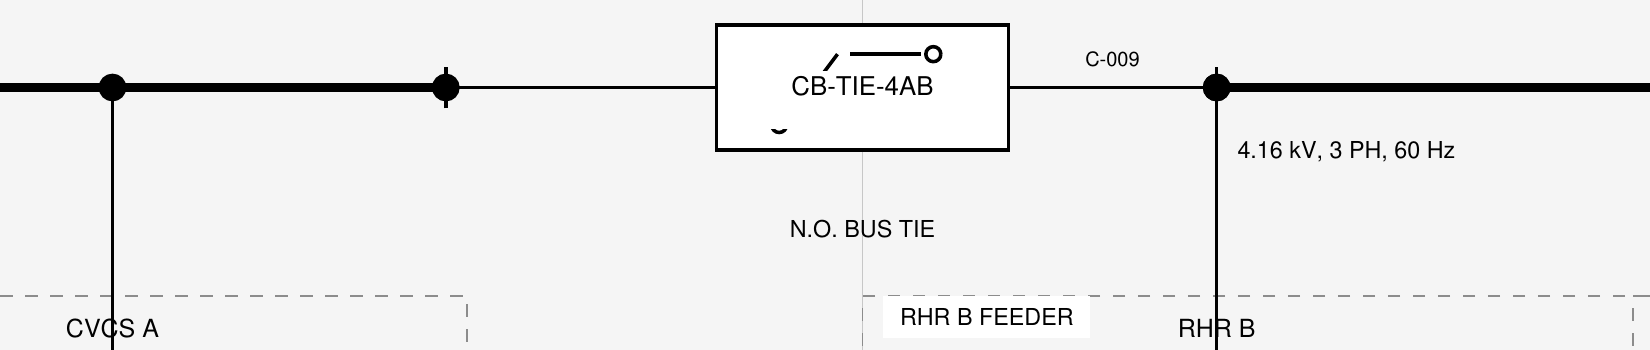 C-009
CB-TIE-4AB
4.16 kV, 3 PH, 60 Hz
N.O. BUS TIE
RHR B FEEDER
CVCS A
RHR B